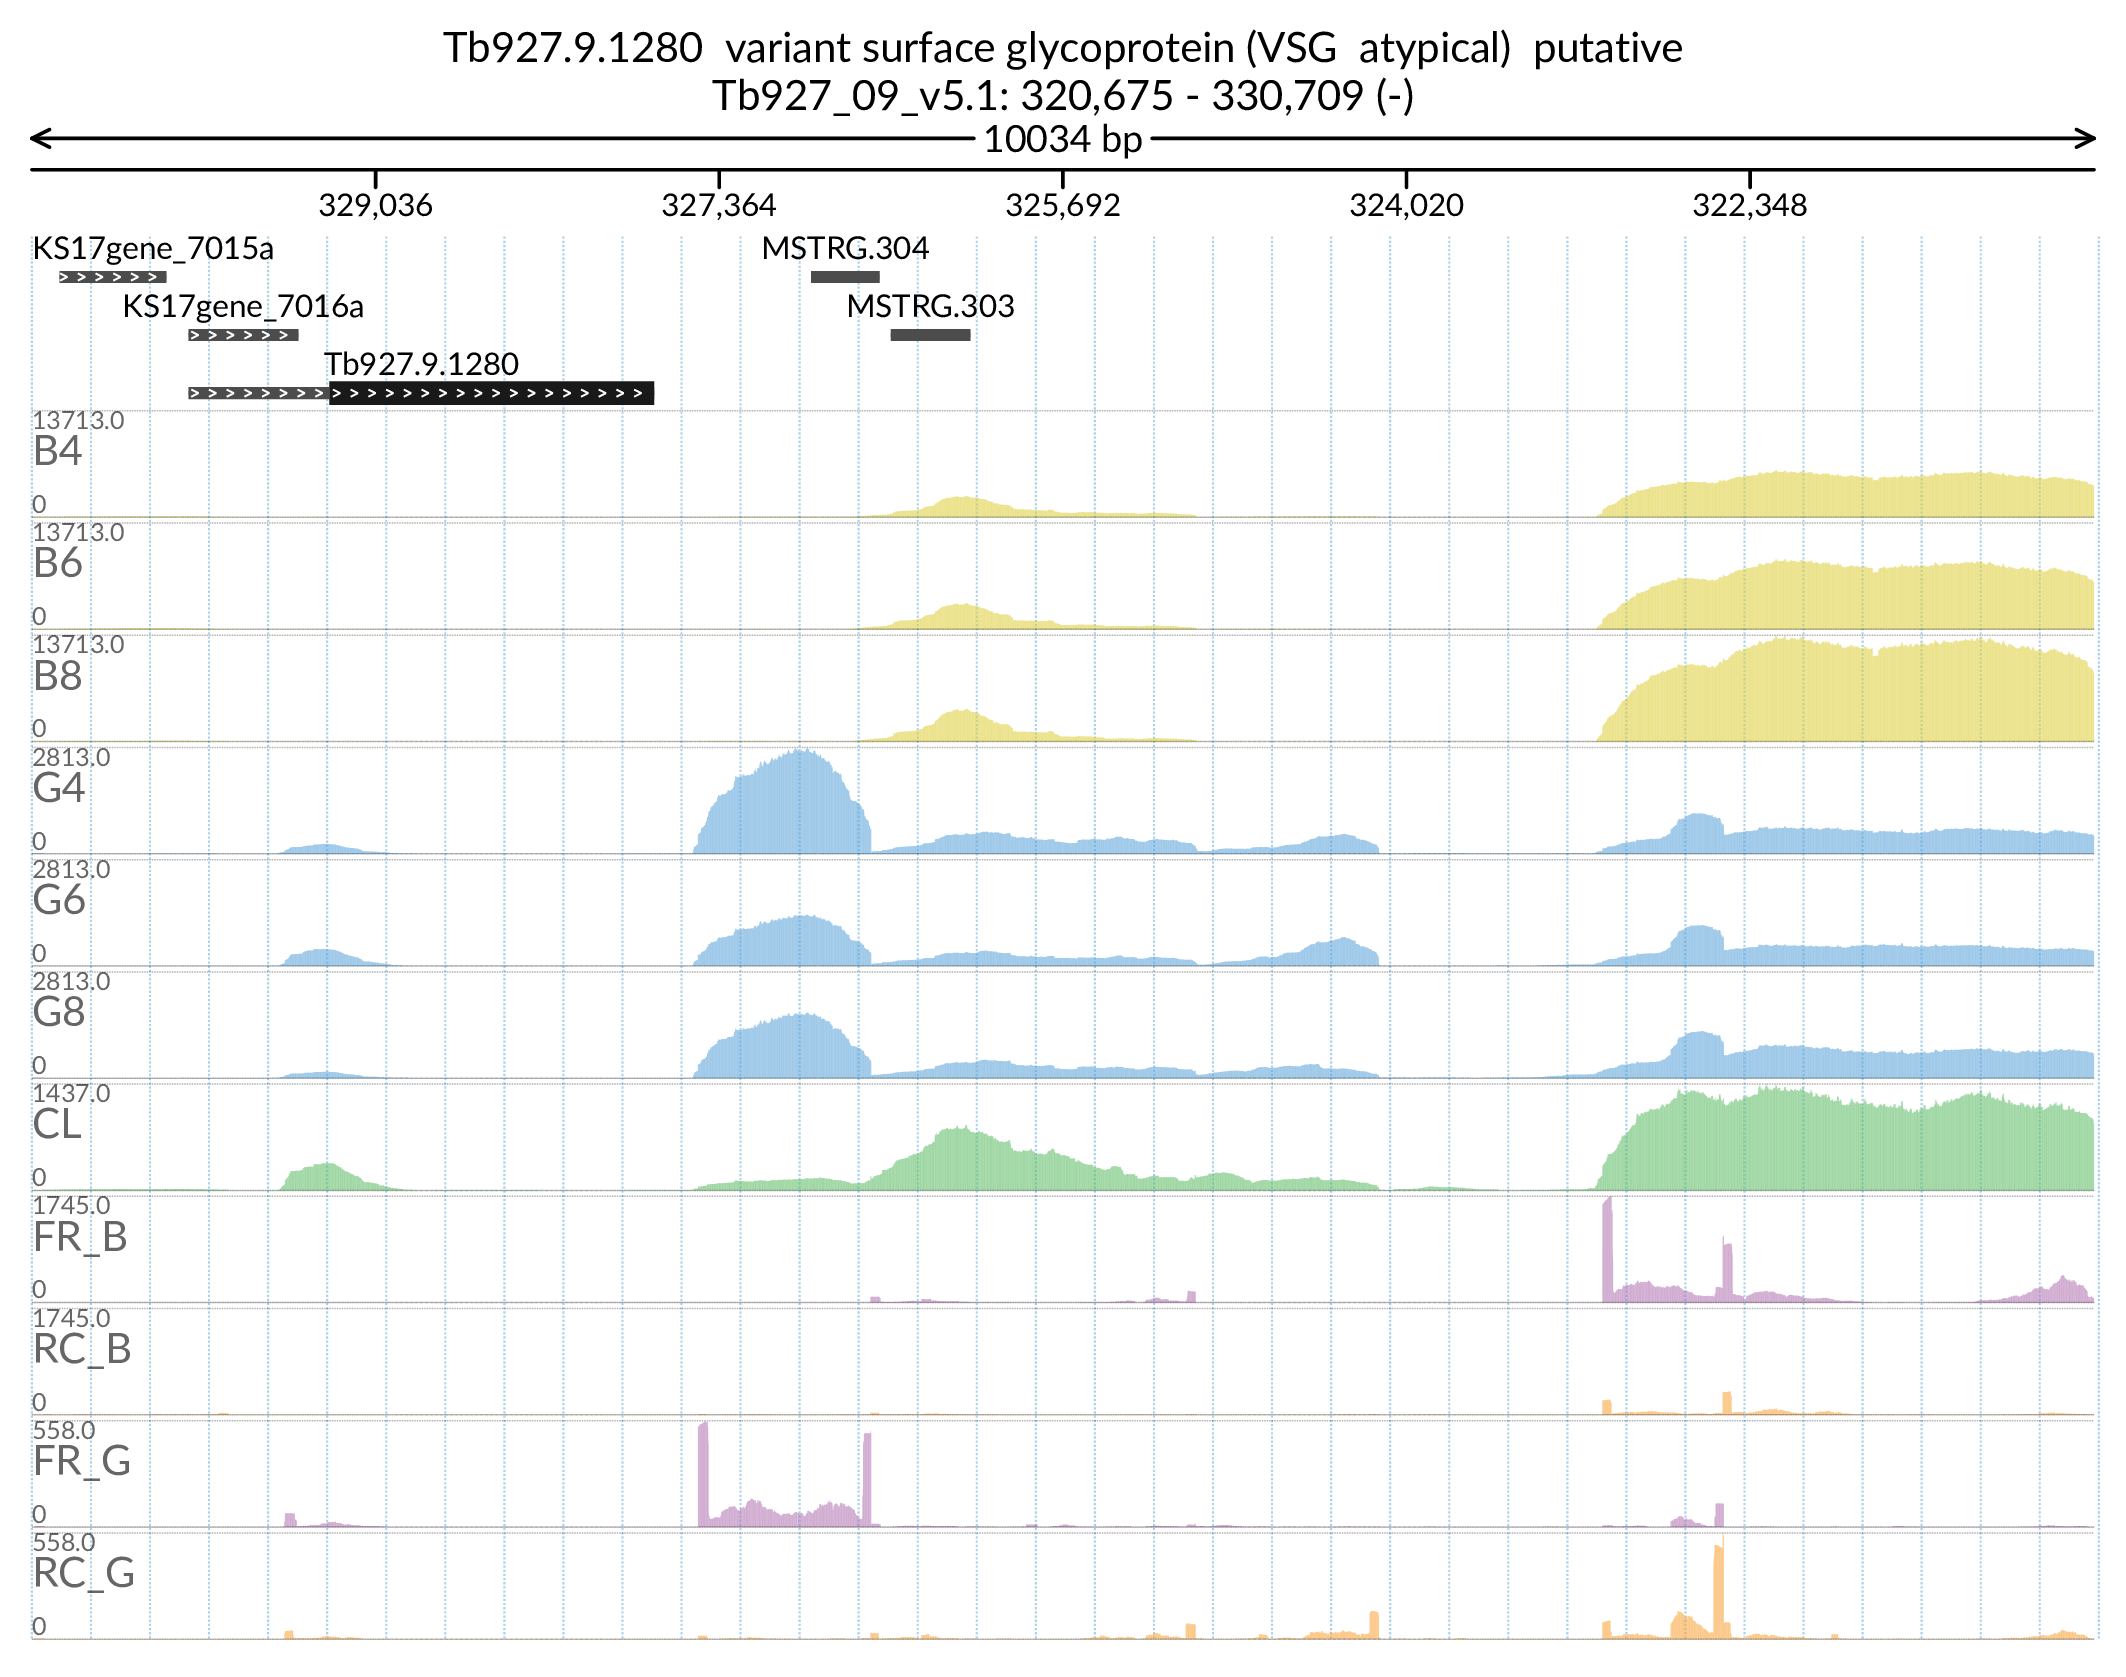 Tb927.9.1280 variant surface glycoprotein (VSG atypical) putative
Tb927_09_v5.1: 320,675 - 330,709 (-)
10034 bp
329,036 327,364 325,692 324,020 322,348
KS17gene_7015a MSTRG.304
KS17gene_7016a MSTRG.303
Tb927.9.1280
13713.0
B4
0
13713.0
B6
0
13713.0
B8
0
2813.0
G4
0
2813.0
G6
0
2813.0
G8
0
1437.0
CL
0
1745.0
FR_B
0
1745.0
RC_B
0
558.0
FR_G
0
558.0
RC_G
0